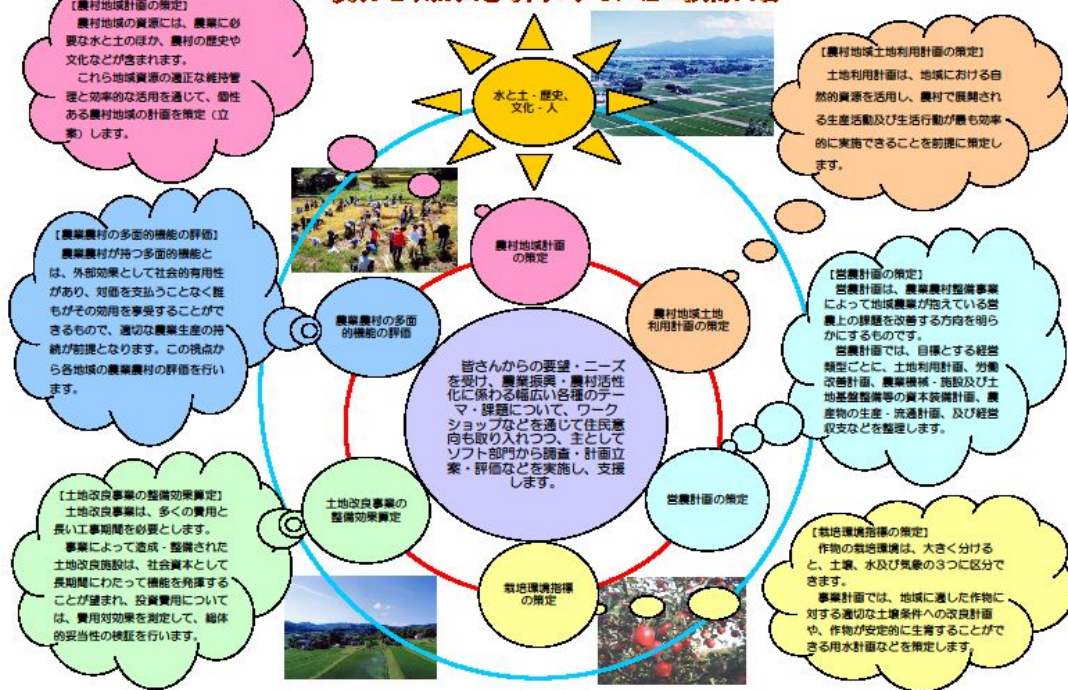 【農村地域計画の策定】
農村地域の資源には、農業に必
要な水と土のほか、農村の歴史や
文化などが含まれます。
これら地域資源の適正な維持管
理と効率的な活用を通じて、個性
ある農村地域の計画を策定（立
案）します。
水と土・歴史、
文化・人
【農村地域土地利用計画の策定】
土地利用計画は、地域における自
然的資源を活用し、農村で展開され
る生産活動及び生活行動が最も効率
的に実施できることを前提に策定し
ます。
【農業農村の多面的機能の評価】
農業農村が持つ多面的機能と
は、外部効果として社会的有用性
があり、対価を支払うことなく誰
もがその効用を享受することがで
きるもので、適切な農業生産の持
続が前提となります。この視点か
ら各地域の農業農村の評価を行い
ます。
農村地域計画
の策定
農業農村の多面
的機能の評価
農村地域土地
利用計画の策定
【営農計画の策定】
営農計画は、農業農村整備事業
によって地域農業が抱えている営
農上の課題を改善する方向を明ら
かにするものです。
営農計画では、目標とする経営
類型ごとに、土地利用計画、労働
改善計画、農業機械・施設及び土
地基盤整備等の資本装備計画、農
産物の生産・流通計画、及び経営
収支などを整理します。
皆さんからの要望・ニーズ
を受け、農業振興・農村活性
化に係わる幅広い各種のテー
マ・課題について、ワーク
ショップなどを通じて住民意
向も取り入れつつ、主として
ソフト部門から調査・計画立
案・評価などを実施し、支援
します。
【土地改良事業の整備効果算定】
土地改良事業は、多くの費用と
長い工事期間を必要とします。
事業によって造成・整備された
土地改良施設は、社会資本として
長期間にわたって機能を発揮する
ことが望まれ、投資費用について
は、費用対効果を測定して、総体
的妥当性の検証を行います。
土地改良事業の
整備効果算定
営農計画の策定
栽培環境指標
の策定
【栽培環境指標の策定】
作物の栽培環境は、大きく分ける
と、土壌、水及び気象の３つに区分で
きます。
事業計画では、地域に適した作物に
対する適切な土壌条件への改良計画
や、作物が安定的に生育することがで
きる用水計画などを策定します。